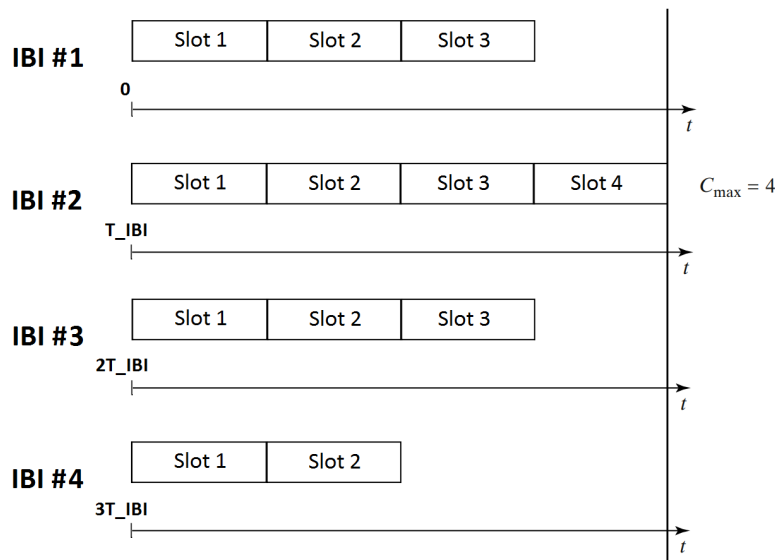 IBI #1
Slot 1 Slot 2 Slot 3
0
t
IBI #2
Slot 1 Slot 2 Slot 3 Slot 4
C_max = 4
T_IBI
t
IBI #3
Slot 1 Slot 2 Slot 3
2T_IBI
t
IBI #4
Slot 1 Slot 2
3T_IBI
t